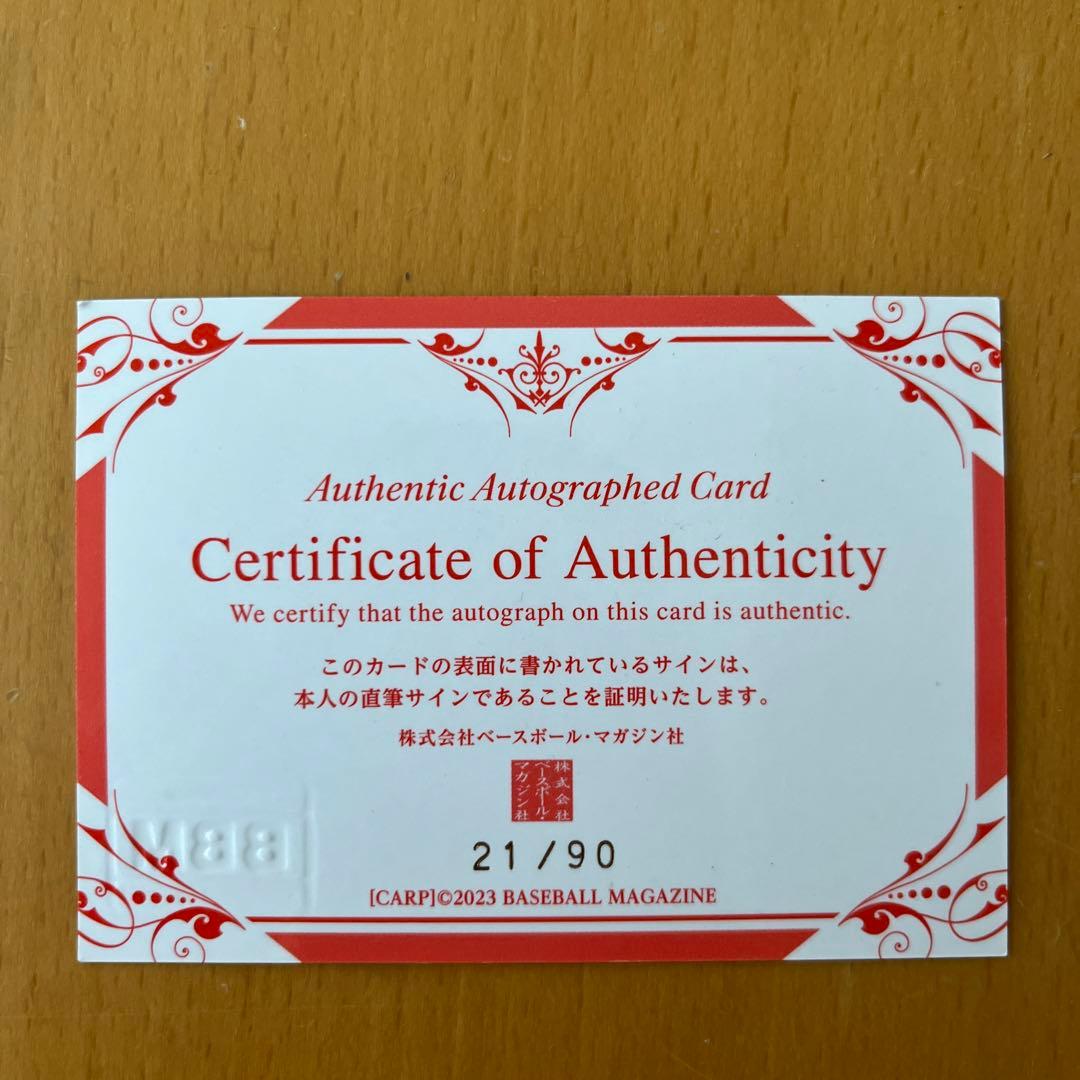 Authentic Autographed Card
Certificate of Authenticity
We certify that the autograph on this card is authentic.
このカードの表面に書かれているサインは、
本人の直筆サインであることを証明いたします。
株式会社ベースボール・マガジン社
株式会社
ベースボール・
マガジン社
21/90
BBM
[CARP]©2023 BASEBALL MAGAZINE